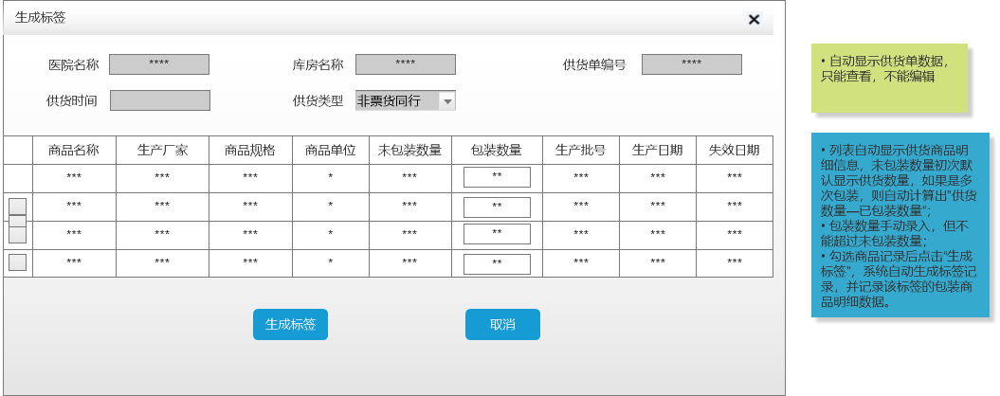 生成标签
医院名称 **** 库房名称 **** 供货单编号 ****
供货时间 供货类型 非票货同行
商品名称 生产厂家 商品规格 商品单位 未包装数量 包装数量 生产批号 生产日期 失效日期
*** *** *** * *** ** *** *** ***
*** *** *** * *** ** *** *** ***
*** *** *** * *** ** *** *** ***
*** *** *** * *** ** *** *** ***
生成标签 取消
• 自动显示供货单数据，
只能查看，不能编辑
• 列表自动显示供货商品明
细信息，未包装数量初次默
认显示供货数量，如果是多
次包装，则自动计算出"供货
数量—已包装数量"；
• 包装数量手动录入，但不
能超过未包装数量；
• 勾选商品记录后点击"生成
标签"，系统自动生成标签记
录，并记录该标签的包装商
品明细数据。